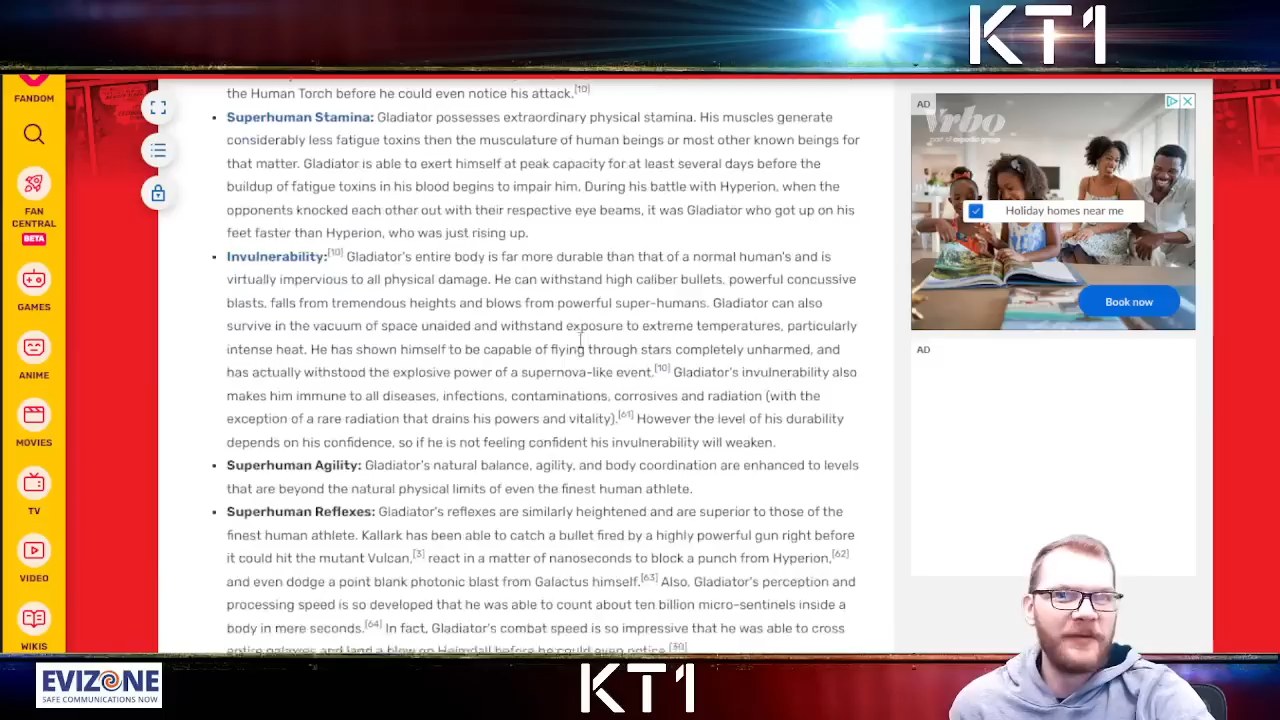 KT1
the Human Torch before he could even notice his attack.[10]
Superhuman Stamina: Gladiator possesses extraordinary physical stamina. His muscles generate
considerably less fatigue toxins then the musculature of human beings or most other known beings for
that matter. Gladiator is able to exert himself at peak capacity for at least several days before the
buildup of fatigue toxins in his blood begins to impair him. During his battle with Hyperion, when the
opponents knocked each other out with their respective eye beams, it was Gladiator who got up on his
feet faster than Hyperion, who was just rising up.
Invulnerability:[10] Gladiator's entire body is far more durable than that of a normal human's and is
virtually impervious to all physical damage. He can withstand high caliber bullets, powerful concussive
blasts, falls from tremendous heights and blows from powerful super-humans. Gladiator can also
survive in the vacuum of space unaided and withstand exposure to extreme temperatures, particularly
intense heat. He has shown himself to be capable of flying through stars completely unharmed, and
has actually withstood the explosive power of a supernova-like event.[10] Gladiator's invulnerability also
makes him immune to all diseases, infections, contaminations, corrosives and radiation (with the
exception of a rare radiation that drains his powers and vitality).[61] However the level of his durability
depends on his confidence, so if he is not feeling confident his invulnerability will weaken.
Superhuman Agility: Gladiator's natural balance, agility, and body coordination are enhanced to levels
that are beyond the natural physical limits of even the finest human athlete.
Superhuman Reflexes: Gladiator's reflexes are similarly heightened and are superior to those of the
finest human athlete. Kallark has been able to catch a bullet fired by a highly powerful gun right before
it could hit the mutant Vulcan,[3] react in a matter of nanoseconds to block a punch from Hyperion,[62]
and even dodge a point blank photonic blast from Galactus himself.[63] Also, Gladiator's perception and
processing speed is so developed that he was able to count about ten billion micro-sentinels inside a
body in mere seconds.[64] In fact, Gladiator's combat speed is so impressive that he was able to cross
entire galaxies and land a blow on Heimdall before he could even notice.[30]
FANDOM
FAN
CENTRAL
BETA
GAMES
ANIME
MOVIES
TV
VIDEO
WIKIS
AD
Vrbo
part of expedia group
Holiday homes near me
Book now
AD
EVIZONE
SAFE COMMUNICATIONS NOW
KT1